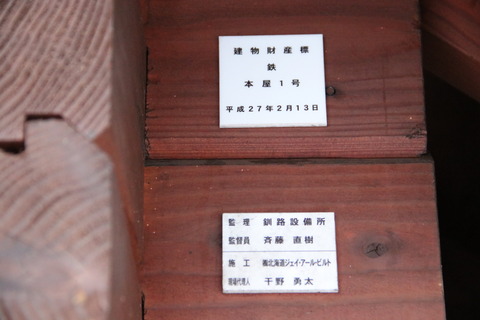 建物財産標
鉄
本屋1号
平成27年2月13日
監理 釧路設備所
監督員 斉藤 直樹
施工 ㈱北海道ジェイ・アール・ビルト
現場代理人 干野 勇太